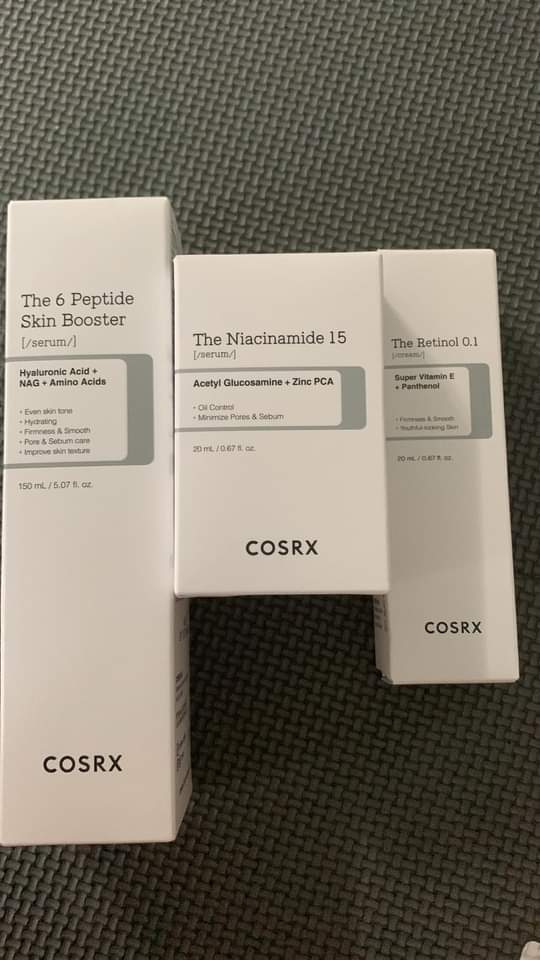 The 6 Peptide
Skin Booster
[/serum/]
Hyaluronic Acid +
NAG + Amino Acids
• Even skin tone
• Hydrating
• Firmness & Smooth
• Pore & Sebum care
• Improve skin texture
150 mL / 5.07 fl. oz.
COSRX
The Niacinamide 15
[/serum/]
Acetyl Glucosamine + Zinc PCA
• Oil Control
• Minimize Pores & Sebum
20 mL / 0.67 fl. oz.
COSRX
The Retinol 0.1
[/cream/]
Super Vitamin E
+ Panthenol
• Firmness & Smooth
• Youthful-looking Skin
20 mL / 0.67 fl. oz.
COSRX